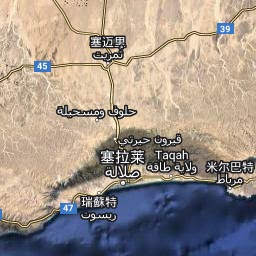 39
塞迈里
ثمريت
45
حلوف ومسحيلة
قيرون حيرتي
塞拉莱
صلالة
Taqah
ولاية طاقة
米尔巴特
مرباط
瑞蘇特
ريسوت
47